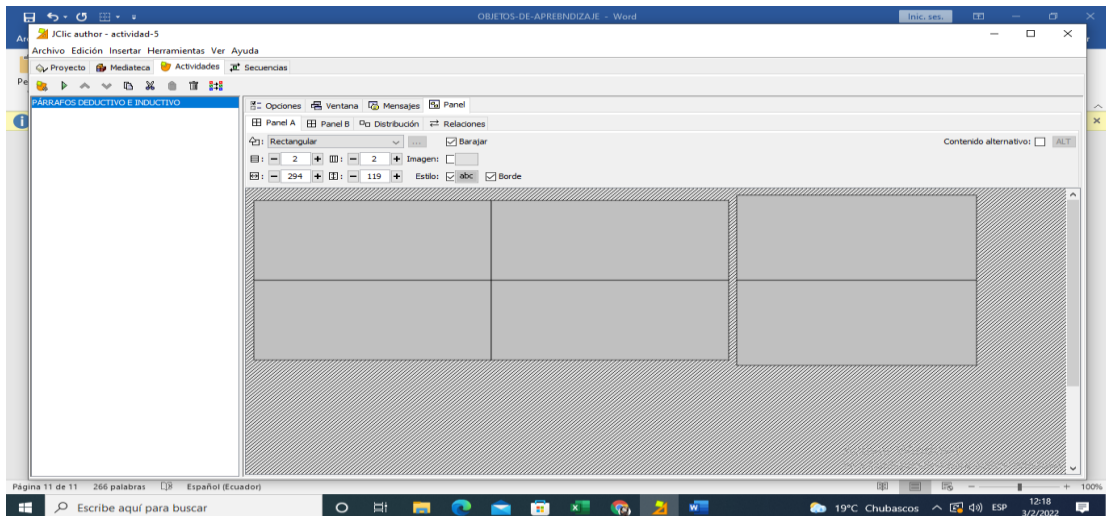 OBJETOS-DE-APREBNDIZAJE - Word
Inic. ses.
JClic author - actividad-5
Archivo Edición Insertar Herramientas Ver Ayuda
Proyecto Mediateca Actividades Secuencias
Pe
PÁRRAFOS DEDUCTIVO E INDUCTIVO
Opciones Ventana Mensajes Panel
Panel A Panel B Distribución Relaciones
Rectangular ... Barajar Contenido alternativo: ALT
2 2 Imagen:
294 119 Estilo: abc Borde
Página 11 de 11 266 palabras Español (Ecuador) 100%
Escribe aquí para buscar 19°C Chubascos ESP 12:18
3/2/2022